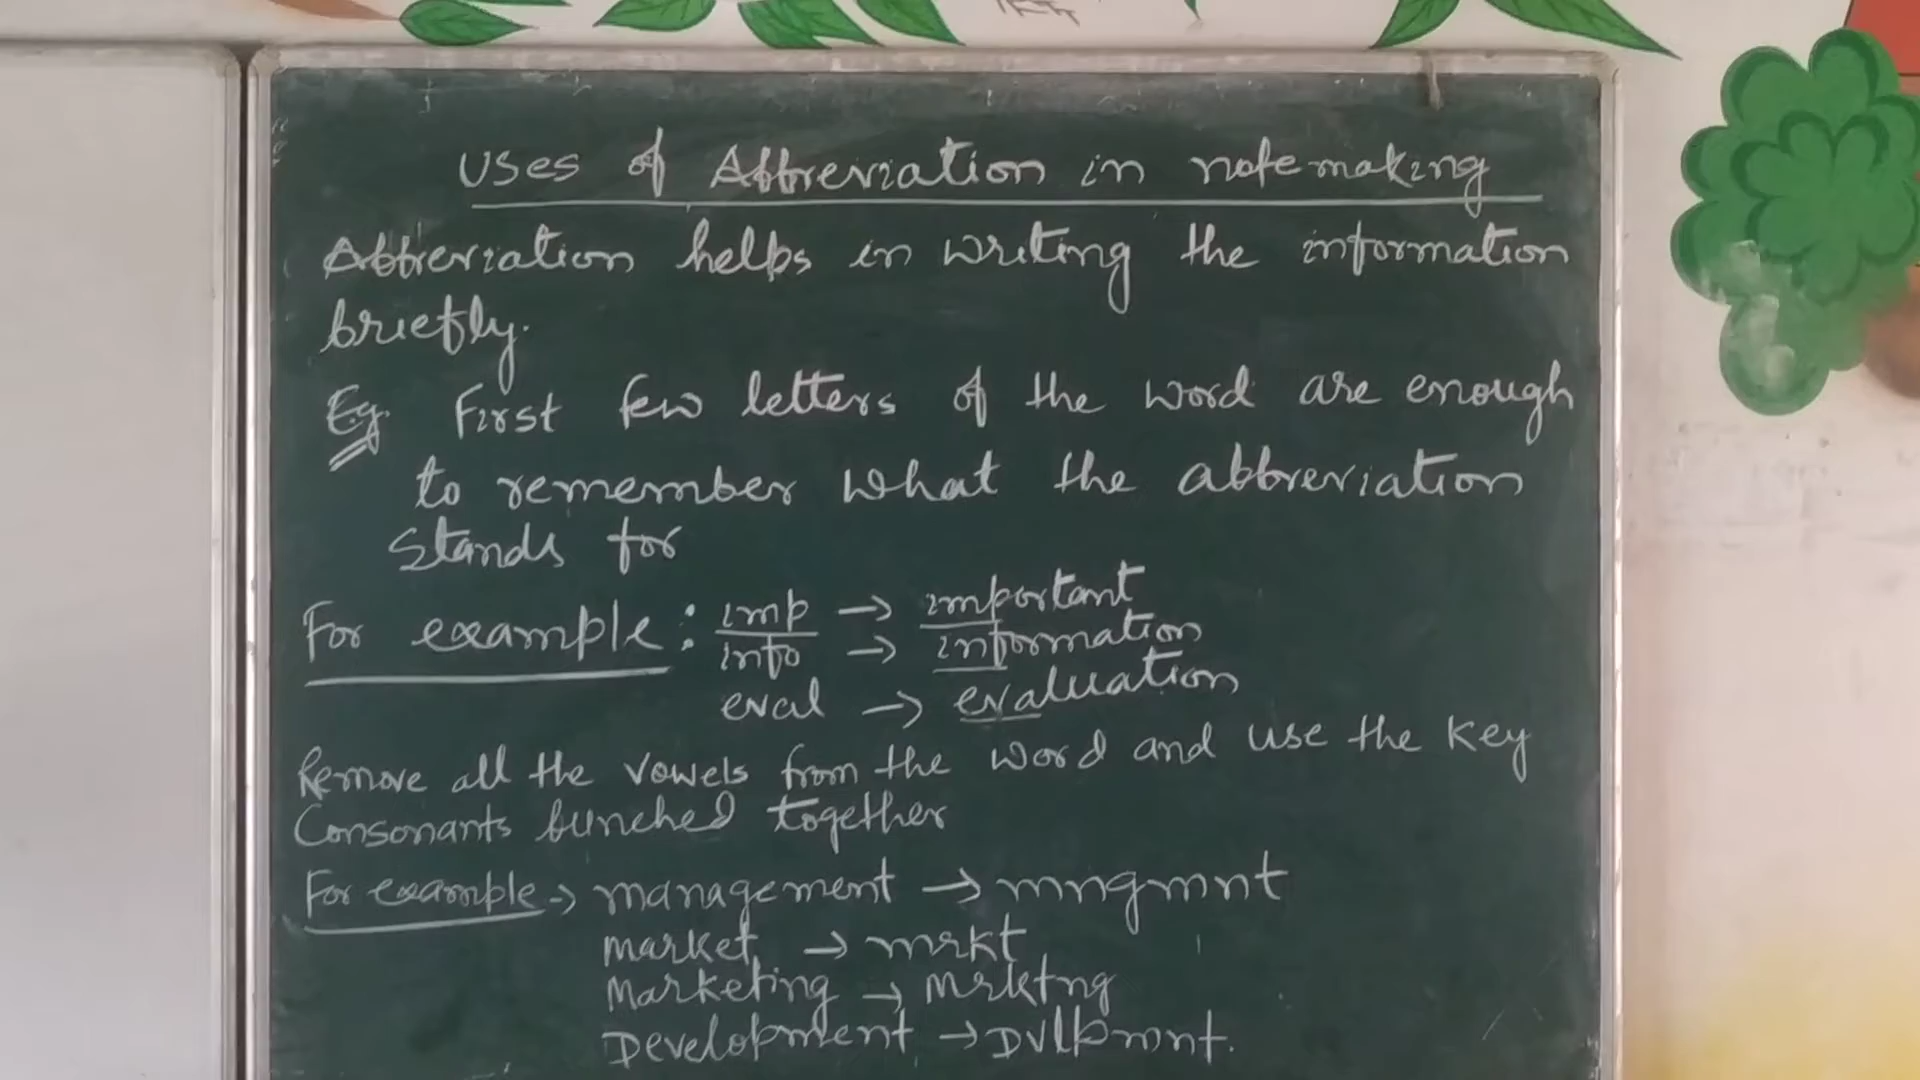 Uses of Abbreviation in note making
Abbreviation helps in writing the information
briefly.
Eg. First few letters of the word are enough
to remember what the abbreviation
stands for
For example : imp → important
info → information
eval → evaluation
Remove all the vowels from the word and use the key
Consonants bunched together
For example → management → mngmnt
market → mrkt
Marketing → Mrktng
Development → DVlpmnt.